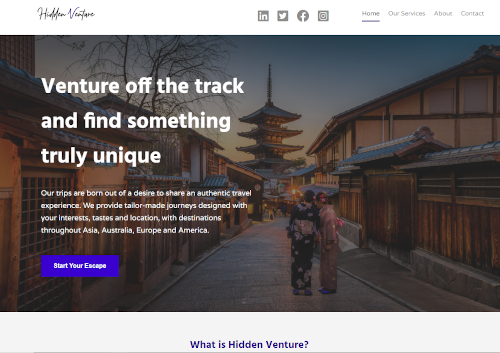 Hidden Venture
Home Our Services About Contact
Venture off the track
and find something
truly unique
Our trips are born out of a desire to share an authentic travel
experience. We provide tailor-made journeys designed with
your interests, tastes and location, with destinations
throughout Asia, Australia, Europe and America.
Start Your Escape
What is Hidden Venture?